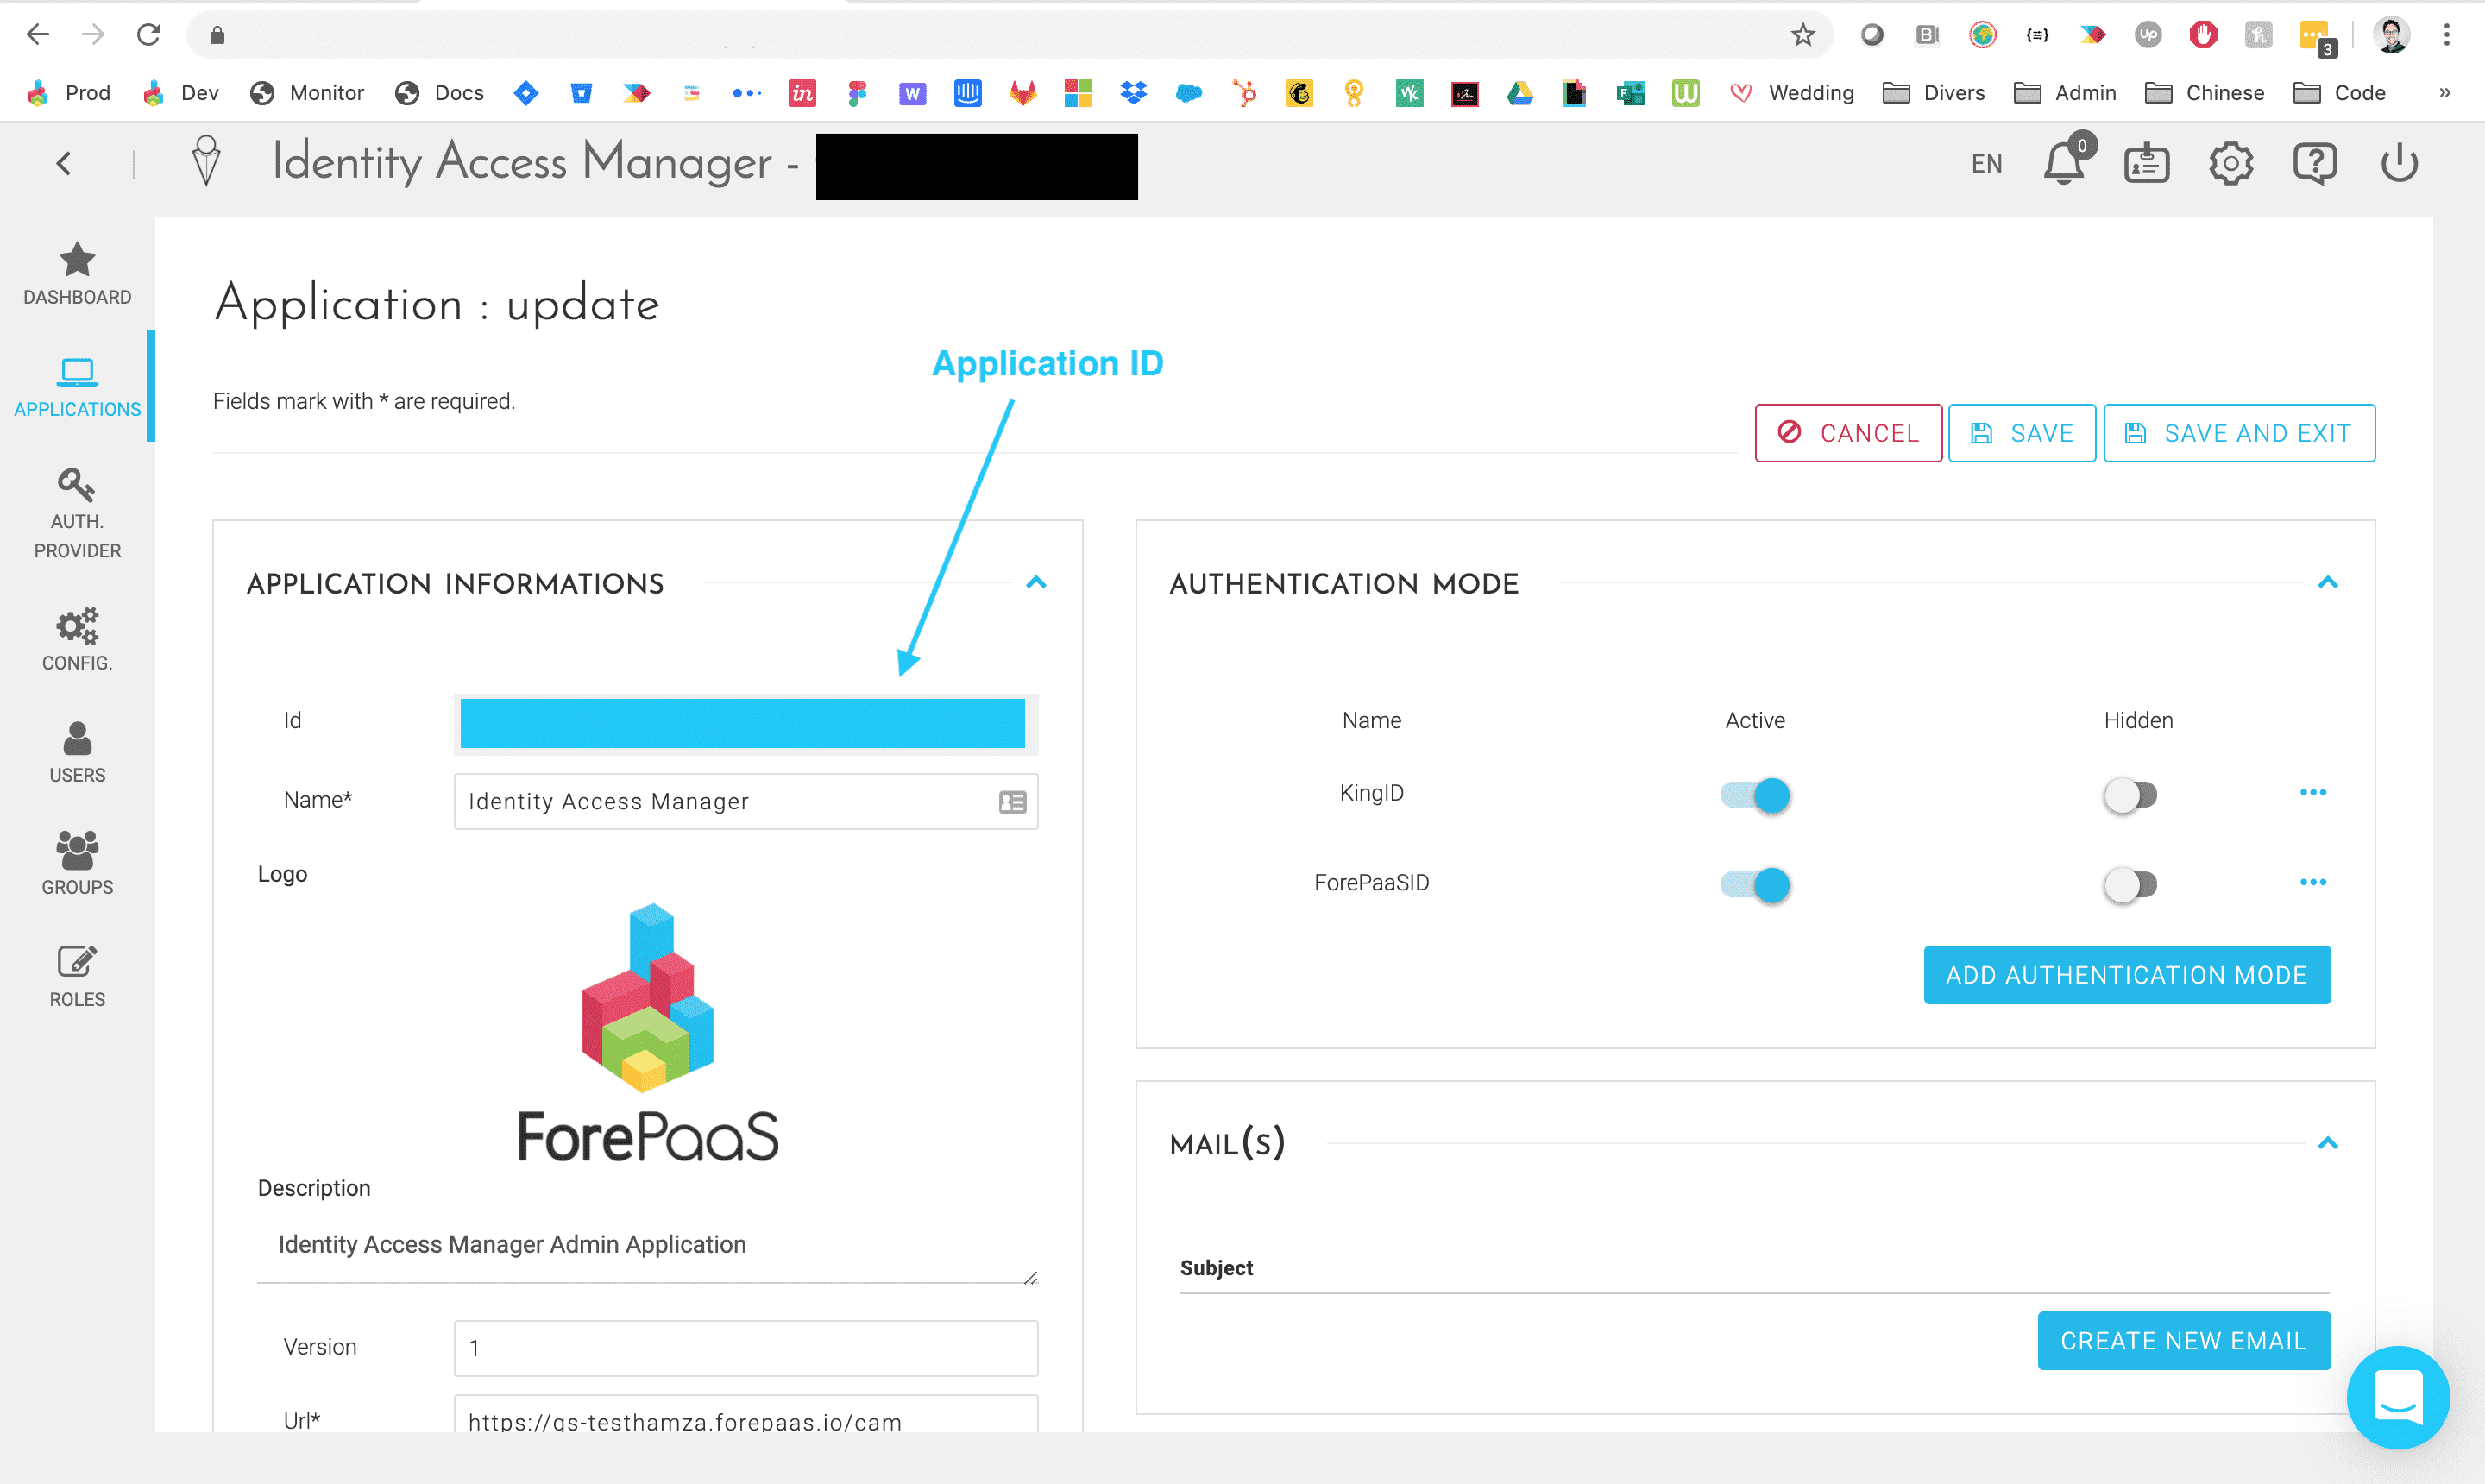 3
Prod Dev Monitor Docs Wedding Divers Admin Chinese Code »
Identity Access Manager -
EN 0
DASHBOARD
APPLICATIONS
AUTH.
PROVIDER
CONFIG.
USERS
GROUPS
ROLES
Application : update
Application ID
Fields mark with * are required.
CANCEL
SAVE
SAVE AND EXIT
APPLICATION INFORMATIONS
Id
Name*
Identity Access Manager
Logo
ForePaaS
Description
Identity Access Manager Admin Application
Version
1
Url*
https://qs-testhamza.forepaas.io/cam
AUTHENTICATION MODE
Name Active Hidden
KingID
ForePaaSID
ADD AUTHENTICATION MODE
MAIL(S)
Subject
CREATE NEW EMAIL